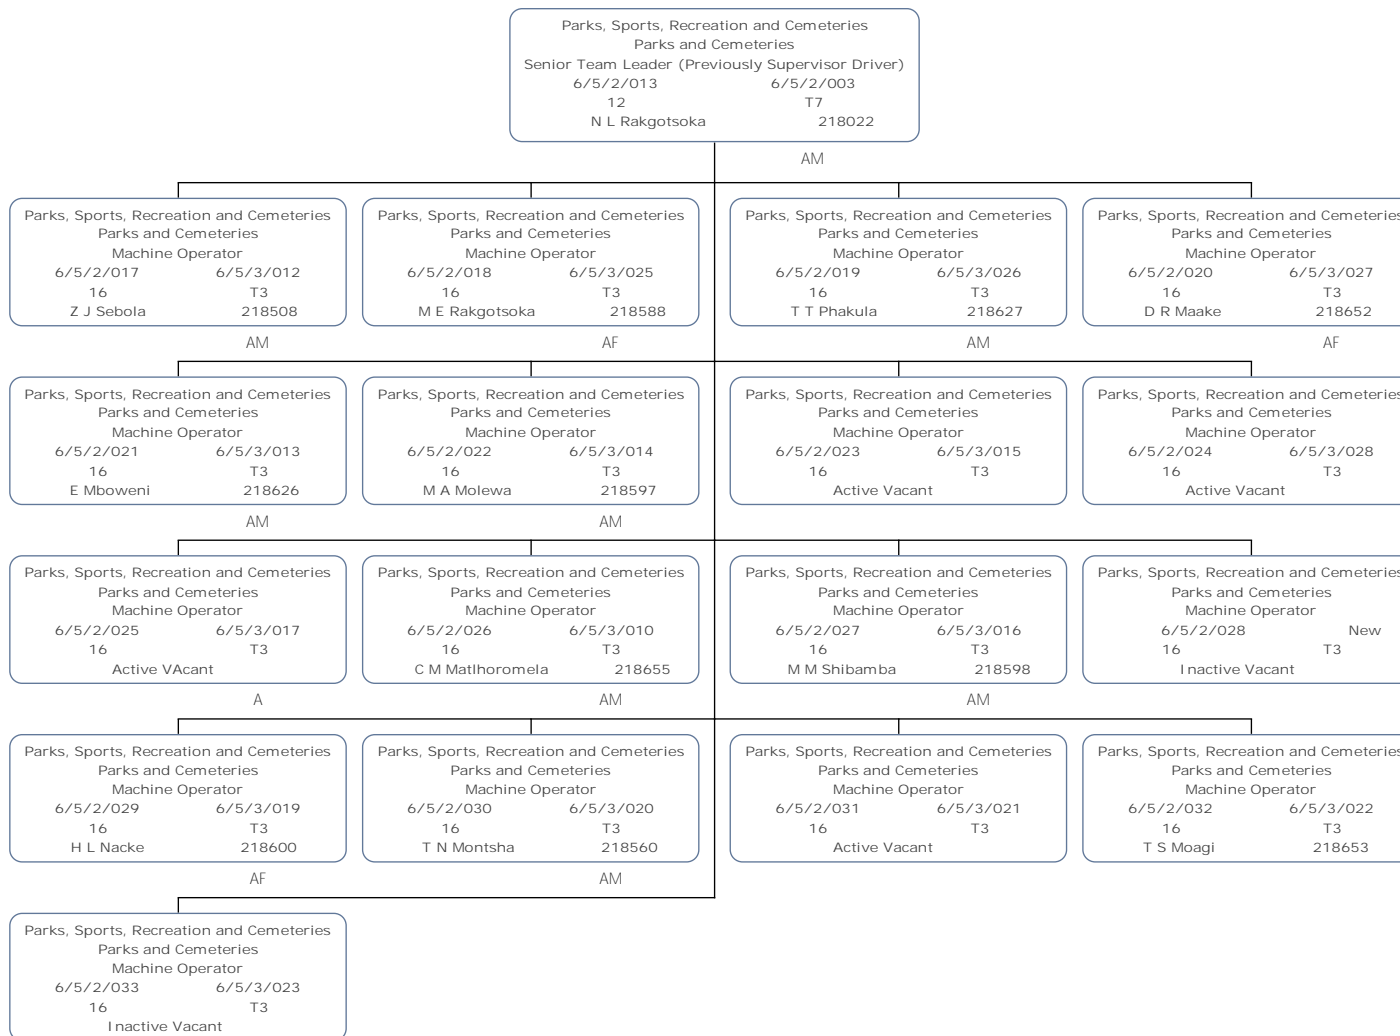 Parks, Sports, Recreation and Cemeteries
Parks and Cemeteries
Senior Team Leader (Previously Supervisor Driver)
6/5/2/013 6/5/2/003
12 T7
N L Rakgotsoka 218022
AM
Parks, Sports, Recreation and Cemeteries
Parks and Cemeteries
Machine Operator
6/5/2/017 6/5/3/012
16 T3
Z J Sebola 218508
AM
Parks, Sports, Recreation and Cemeteries
Parks and Cemeteries
Machine Operator
6/5/2/018 6/5/3/025
16 T3
M E Rakgotsoka 218588
AF
Parks, Sports, Recreation and Cemeteries
Parks and Cemeteries
Machine Operator
6/5/2/019 6/5/3/026
16 T3
T T Phakula 218627
AM
Parks, Sports, Recreation and Cemeteries
Parks and Cemeteries
Machine Operator
6/5/2/020 6/5/3/027
16 T3
D R Maake 218652
AF
Parks, Sports, Recreation and Cemeteries
Parks and Cemeteries
Machine Operator
6/5/2/021 6/5/3/013
16 T3
E Mboweni 218626
AM
Parks, Sports, Recreation and Cemeteries
Parks and Cemeteries
Machine Operator
6/5/2/022 6/5/3/014
16 T3
M A Molewa 218597
AM
Parks, Sports, Recreation and Cemeteries
Parks and Cemeteries
Machine Operator
6/5/2/023 6/5/3/015
16 T3
Active Vacant
Parks, Sports, Recreation and Cemeteries
Parks and Cemeteries
Machine Operator
6/5/2/024 6/5/3/028
16 T3
Active Vacant
Parks, Sports, Recreation and Cemeteries
Parks and Cemeteries
Machine Operator
6/5/2/025 6/5/3/017
16 T3
Active VAcant
A
Parks, Sports, Recreation and Cemeteries
Parks and Cemeteries
Machine Operator
6/5/2/026 6/5/3/010
16 T3
C M Matlhoromela 218655
AM
Parks, Sports, Recreation and Cemeteries
Parks and Cemeteries
Machine Operator
6/5/2/027 6/5/3/016
16 T3
M M Shibamba 218598
AM
Parks, Sports, Recreation and Cemeteries
Parks and Cemeteries
Machine Operator
6/5/2/028 New
16 T3
Inactive Vacant
Parks, Sports, Recreation and Cemeteries
Parks and Cemeteries
Machine Operator
6/5/2/029 6/5/3/019
16 T3
H L Nacke 218600
AF
Parks, Sports, Recreation and Cemeteries
Parks and Cemeteries
Machine Operator
6/5/2/030 6/5/3/020
16 T3
T N Montsha 218560
AM
Parks, Sports, Recreation and Cemeteries
Parks and Cemeteries
Machine Operator
6/5/2/031 6/5/3/021
16 T3
Active Vacant
Parks, Sports, Recreation and Cemeteries
Parks and Cemeteries
Machine Operator
6/5/2/032 6/5/3/022
16 T3
T S Moagi 218653
Parks, Sports, Recreation and Cemeteries
Parks and Cemeteries
Machine Operator
6/5/2/033 6/5/3/023
16 T3
Inactive Vacant